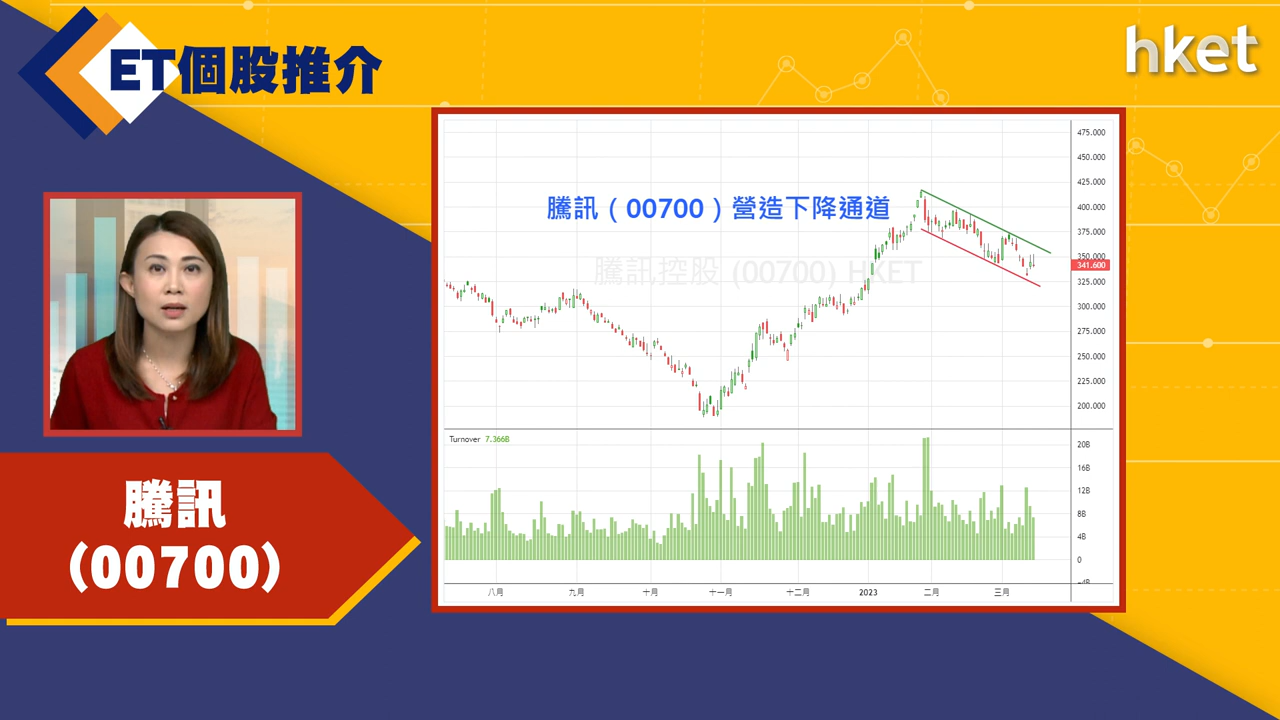 ET個股推介
hket
騰訊（00700）營造下降通道
騰訊控股 (00700) HKET
475.000
450.000
425.000
400.000
375.000
350.000
341.600
325.000
300.000
275.000
250.000
225.000
200.000
Turnover 7.366B
20B
16B
12B
8B
4B
0
-4B
八月 九月 十月 十一月 十二月 2023 二月 三月
騰訊
(00700)